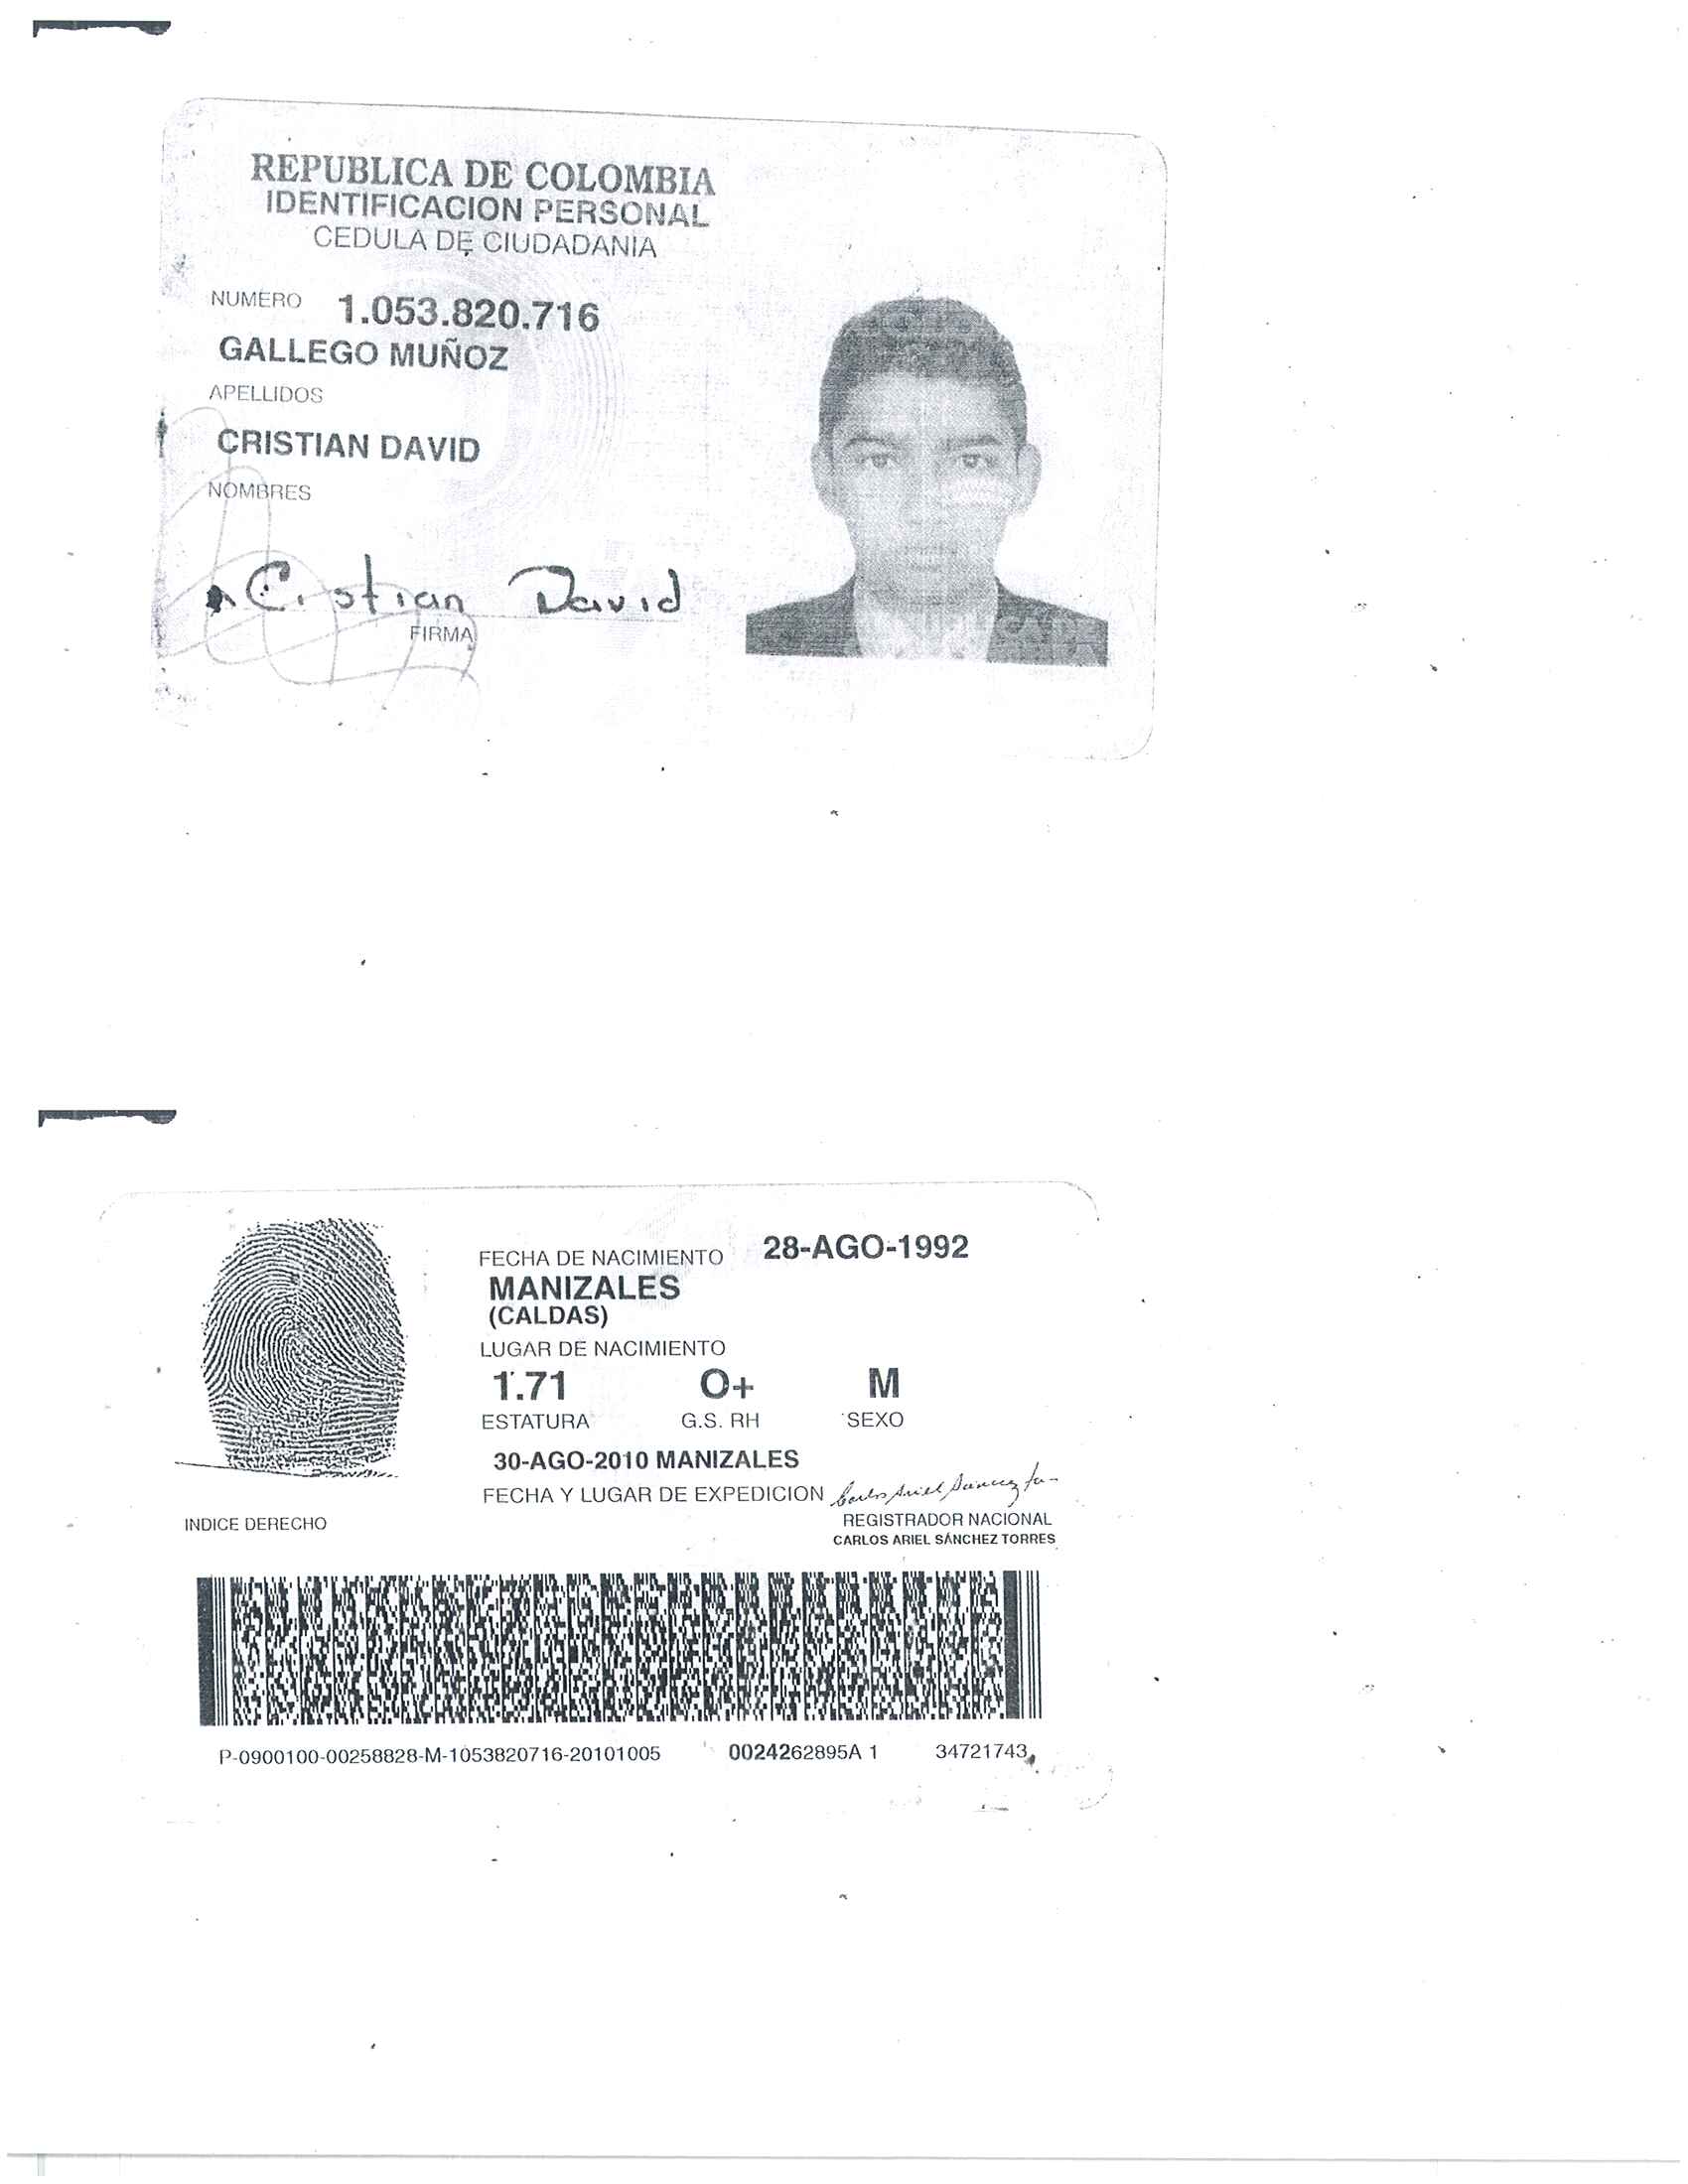 REPUBLICA DE COLOMBIA
IDENTIFICACION PERSONAL
CEDULA DE CIUDADANIA
NUMERO 1.053.820.716
GALLEGO MUÑOZ
APELLIDOS
CRISTIAN DAVID
NOMBRES
Cristian David
FIRMA
FECHA DE NACIMIENTO 28-AGO-1992
MANIZALES
(CALDAS)
LUGAR DE NACIMIENTO
1.71 O+ M
ESTATURA G.S. RH SEXO
30-AGO-2010 MANIZALES
FECHA Y LUGAR DE EXPEDICION
INDICE DERECHO
REGISTRADOR NACIONAL
CARLOS ARIEL SÁNCHEZ TORRES
P-0900100-00258828-M-1053820716-20101005 0024262895A 1 34721743